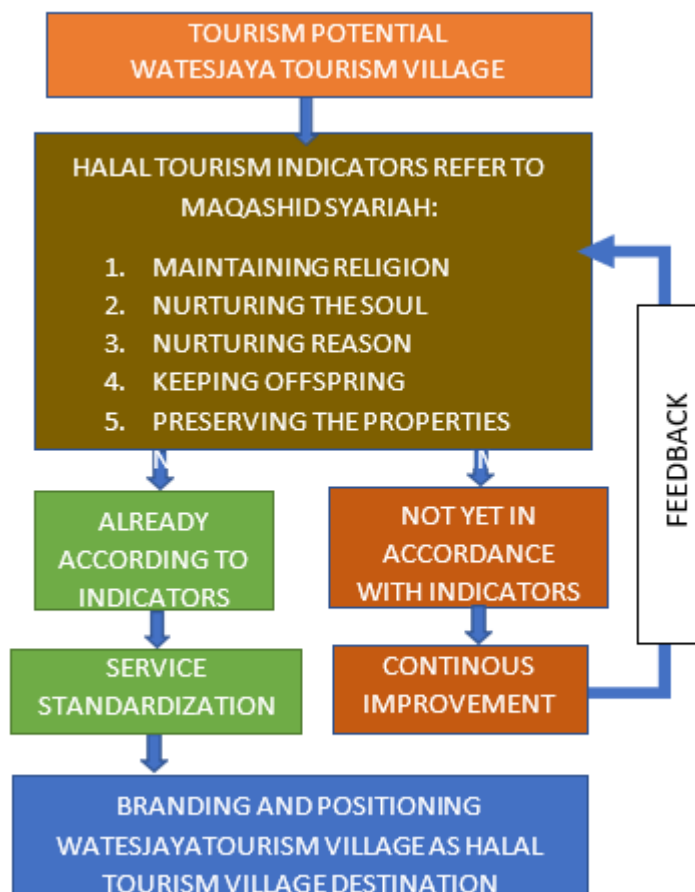 TOURISM POTENTIAL
WATESJAYA TOURISM VILLAGE
HALAL TOURISM INDICATORS REFER TO
MAQASHID SYARIAH:
1. MAINTAINING RELIGION
2. NURTURING THE SOUL
3. NURTURING REASON
4. KEEPING OFFSPRING
5. PRESERVING THE PROPERTIES
ALREADY
ACCORDING TO
INDICATORS
NOT YET IN
ACCORDANCE
WITH INDICATORS
SERVICE
STANDARDIZATION
CONTINOUS
IMPROVEMENT
FEEDBACK
BRANDING AND POSITIONING
WATESJAYATOURISM VILLAGE AS HALAL
TOURISM VILLAGE DESTINATION